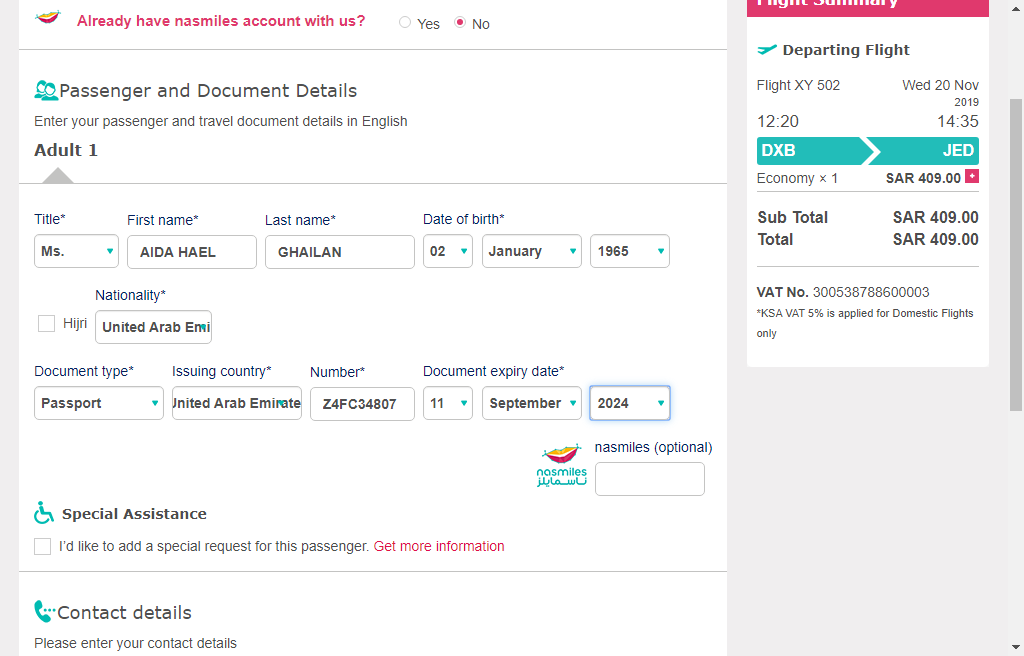 Already have nasmiles account with us?
Yes
No
Passenger and Document Details
Enter your passenger and travel document details in English
Adult 1
Title* First name* Last name* Date of birth*
Ms. AIDA HAEL GHAILAN 02 January 1965
Nationality*
Hijri United Arab Emi
Document type* Issuing country* Number* Document expiry date*
Passport United Arab Emirate Z4FC34807 11 September 2024
nasmiles (optional)
nasmiles
ناسمايلز
Special Assistance
I'd like to add a special request for this passenger. Get more information
Contact details
Please enter your contact details
Flight Summary
Departing Flight
Flight XY 502 Wed 20 Nov
2019
12:20 14:35
DXB JED
Economy × 1 SAR 409.00 +
Sub Total SAR 409.00
Total SAR 409.00
VAT No. 300538788600003
*KSA VAT 5% is applied for Domestic Flights
only